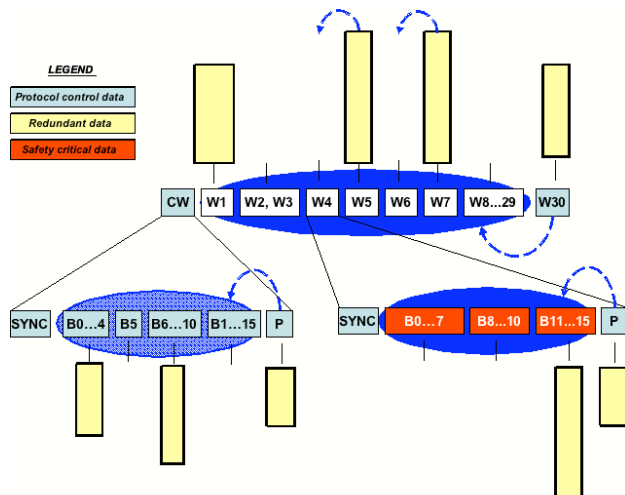 LEGEND
Protocol control data
Redundant data
Safety critical data
CW W1 W2, W3 W4 W5 W6 W7 W8...29 W30
SYNC B0...4 B5 B6...10 B1...15 P
SYNC B0...7 B8...10 B11...15 P